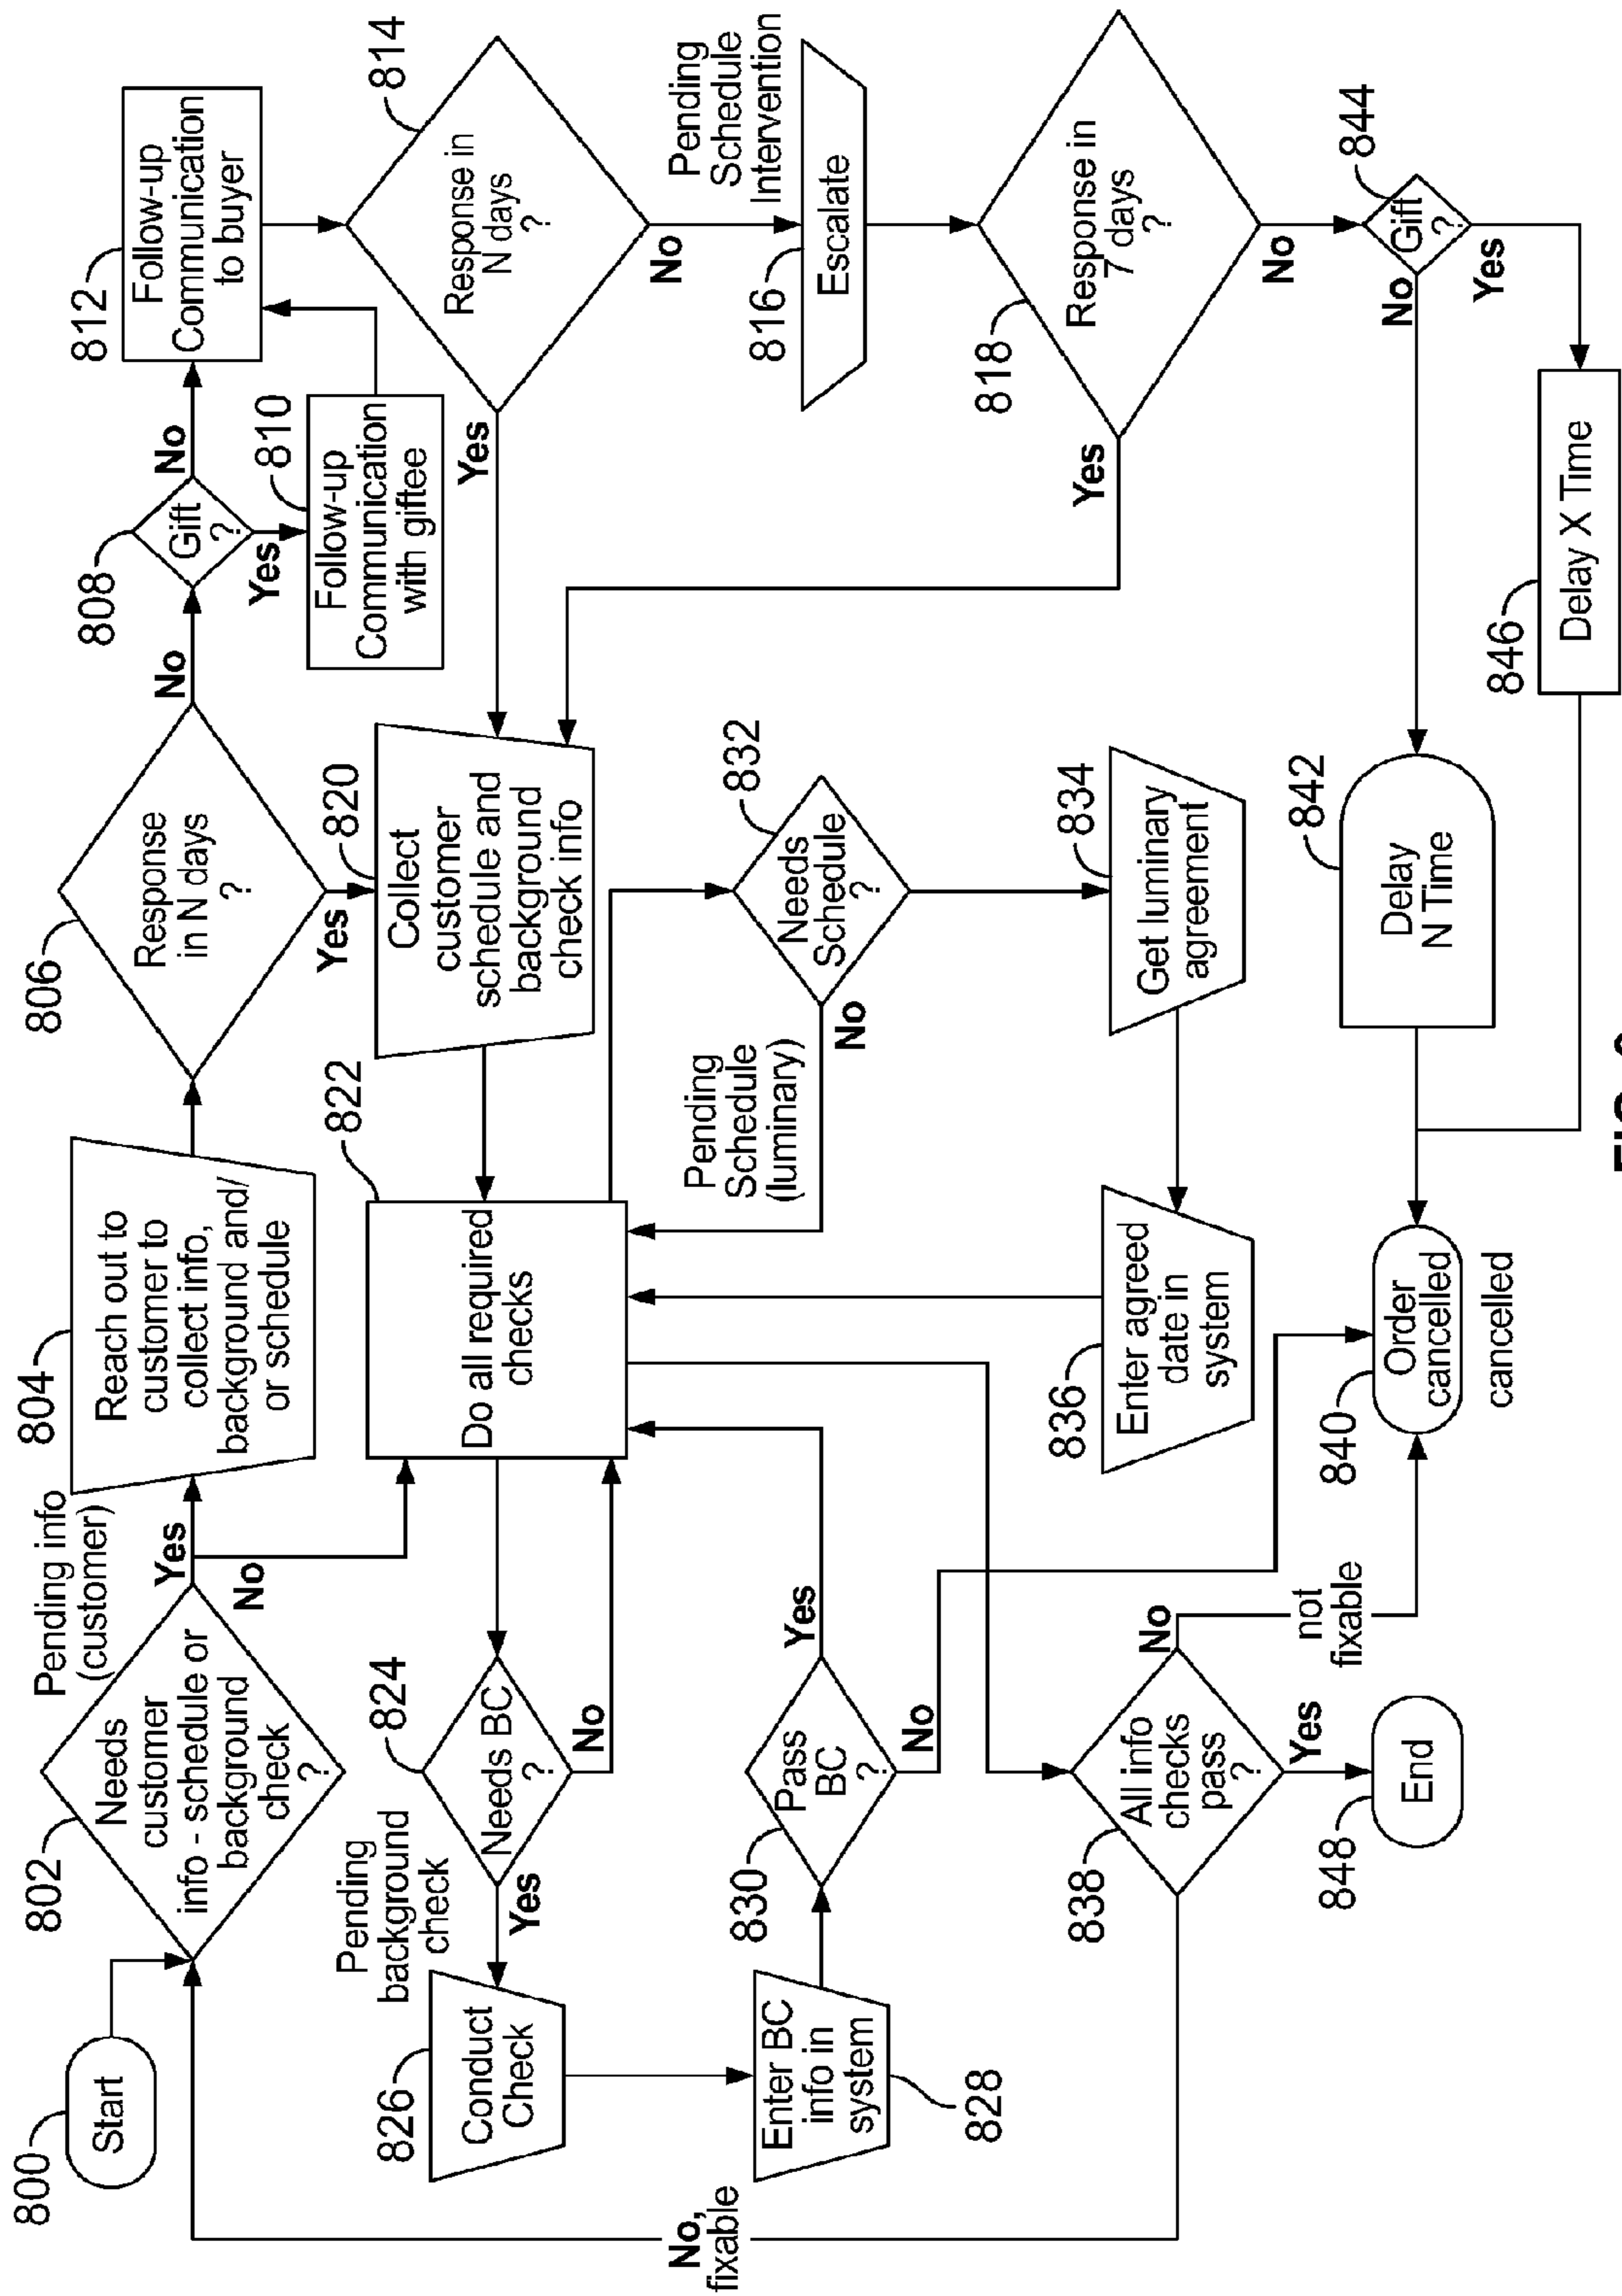 800
Start
802
Needs
customer
info - schedule or
background
check
?
Pending info
(customer)
Yes
No
804
Reach out to
customer to
collect info,
background and/
or schedule
806
Response
in N days
?
No
Yes
808
Gift
?
No
Yes
810
Follow-up
Communication
with giftee
812
Follow-up
Communication
to buyer
814
Response in
N days
?
Yes
No
Pending
Schedule
Intervention
816
Escalate
818
Response in
7 days
?
Yes
No
820
Collect
customer
schedule and
background
check info
822
Do all required
checks
824
Needs BC
?
No
Yes
Pending
background
check
826
Conduct
Check
828
Enter BC
info in
system
830
Pass
BC
?
Yes
No
832
Needs
Schedule
?
No
Pending
Schedule
(luminary)
834
Get luminary
agreement
836
Enter agreed
date in
system
838
All info
checks
pass
?
No
not
fixable
Yes
No,
fixable
840
Order
cancelled
cancelled
842
Delay
N Time
844
Gift
?
No
Yes
846
Delay X Time
848
End